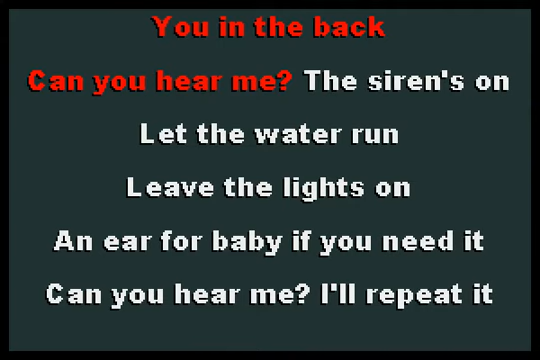 You in the back
Can you hear me? The siren's on
Let the water run
Leave the lights on
An ear for baby if you need it
Can you hear me? I'll repeat it